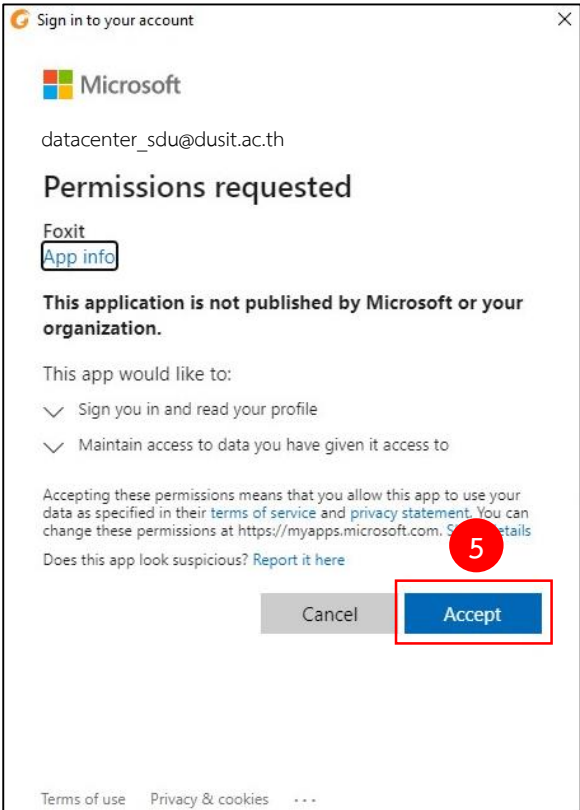 Sign in to your account
Microsoft
datacenter_sdu@dusit.ac.th
Permissions requested
Foxit
App info
This application is not published by Microsoft or your
organization.
This app would like to:
Sign you in and read your profile
Maintain access to data you have given it access to
Accepting these permissions means that you allow this app to use your
data as specified in their terms of service and privacy statement. You can
change these permissions at https://myapps.microsoft.com.
5
Does this app look suspicious? Report it here
Cancel Accept
Terms of use Privacy & cookies ...